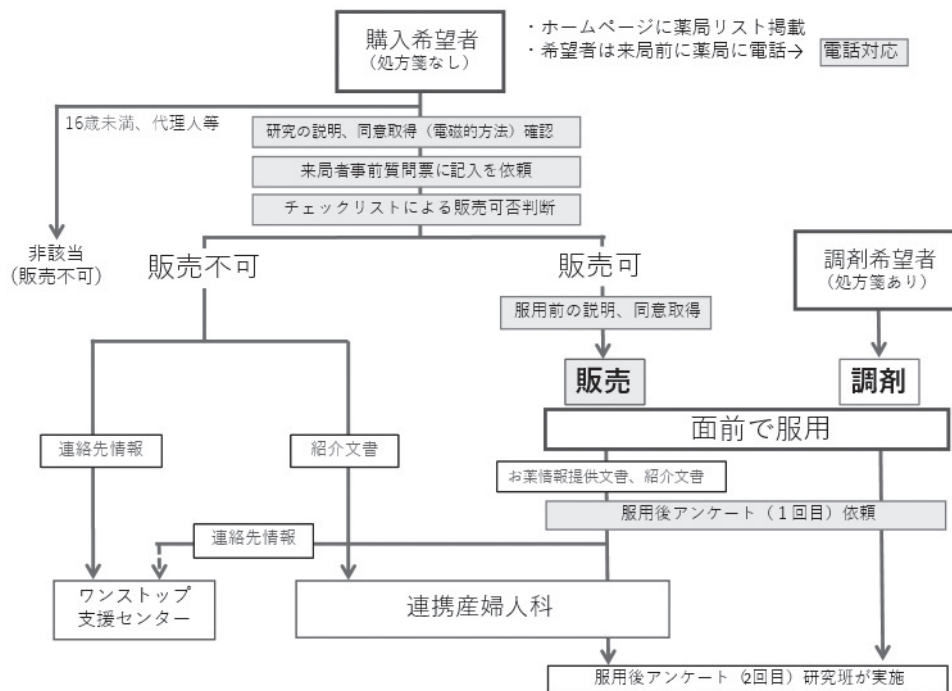 購入希望者
(処方箋なし)
・ホームページに薬局リスト掲載
・希望者は来局前に薬局に電話→ 電話対応
16歳未満、代理人等
研究の説明、同意取得（電磁的方法）確認
来局者事前質問票に記入を依頼
チェックリストによる販売可否判断
非該当
(販売不可)
販売不可
販売可
調剤希望者
(処方箋あり)
服用前の説明、同意取得
販売
調剤
面前で服用
連絡先情報
紹介文書
お薬情報提供文書、紹介文書
服用後アンケート（１回目）依頼
連絡先情報
ワンストップ
支援センター
連携産婦人科
服用後アンケート（2回目）研究班が実施